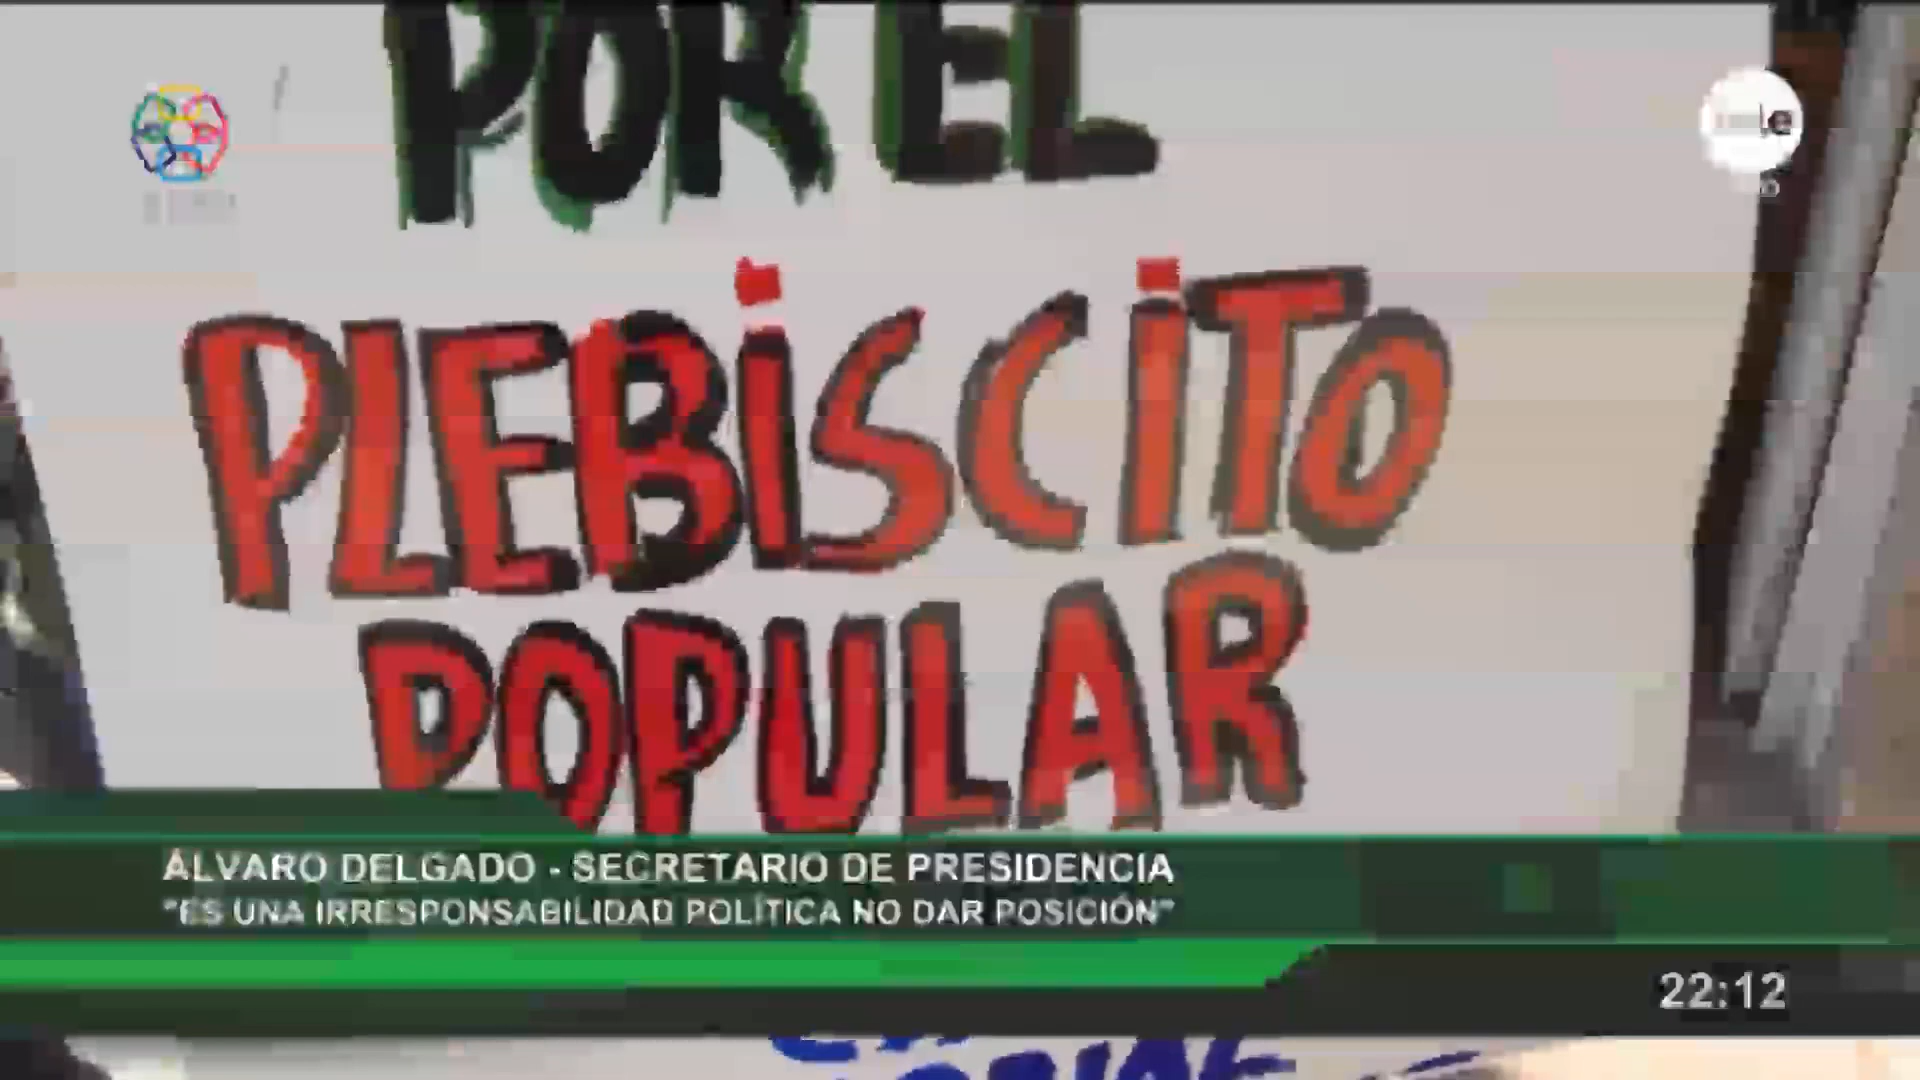 POR EL
PLEBISCITO
POPULAR
ÁLVARO DELGADO - SECRETARIO DE PRESIDENCIA
"ES UNA IRRESPONSABILIDAD POLÍTICA NO DAR POSICIÓN"
22:12